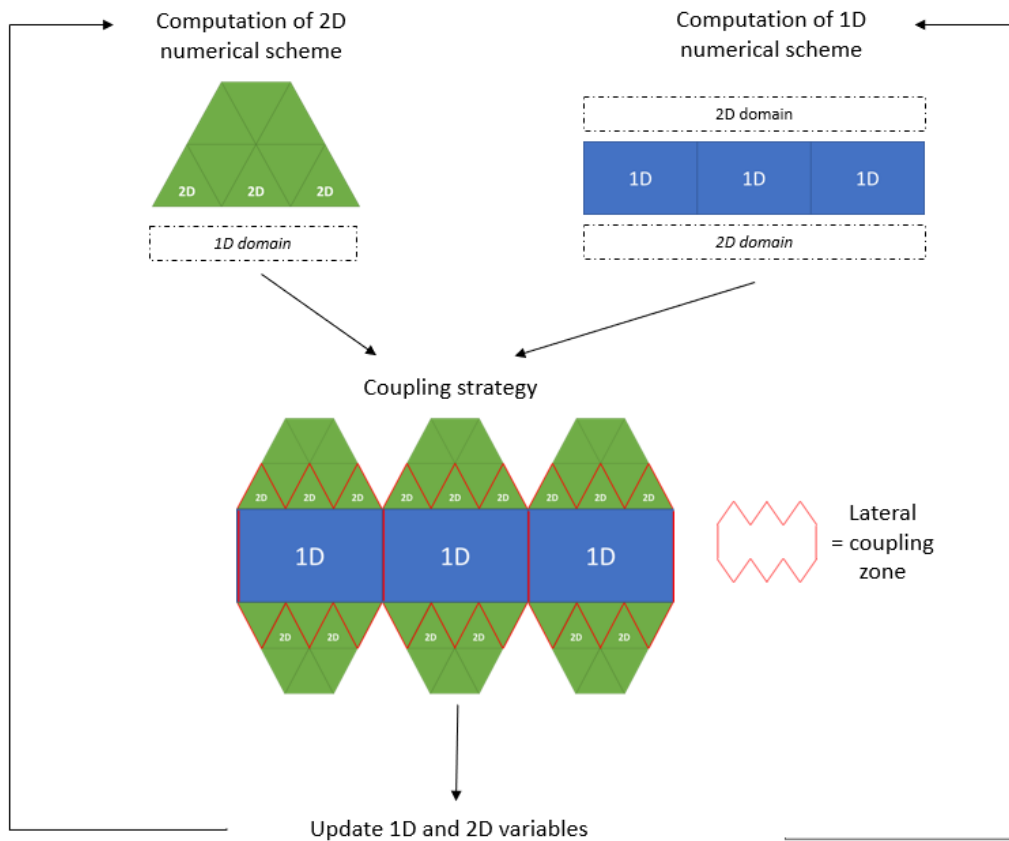 Computation of 2D
numerical scheme
Computation of 1D
numerical scheme
2D 2D 2D
1D domain
2D domain
1D 1D 1D
2D domain
Coupling strategy
2D 2D 2D 2D 2D 2D 2D 2D 2D
1D 1D 1D
2D 2D 2D 2D 2D 2D
Lateral
= coupling
zone
Update 1D and 2D variables